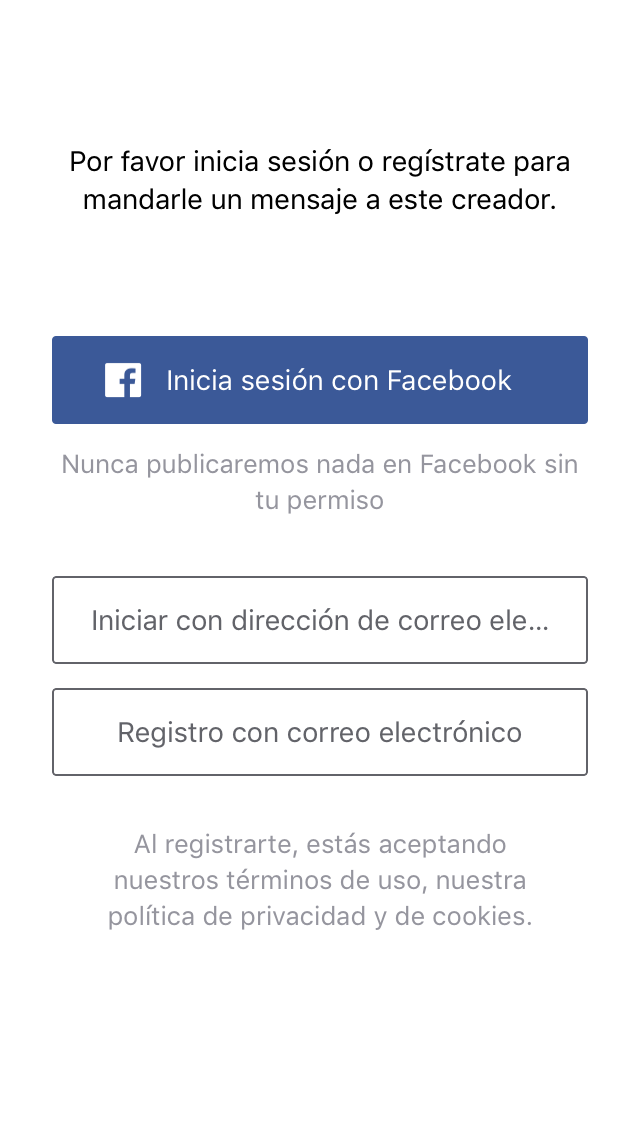 Por favor inicia sesión o regístrate para
mandarle un mensaje a este creador.
Inicia sesión con Facebook
Nunca publicaremos nada en Facebook sin
tu permiso
Iniciar con dirección de correo ele...
Registro con correo electrónico
Al registrarte, estás aceptando
nuestros términos de uso, nuestra
política de privacidad y de cookies.